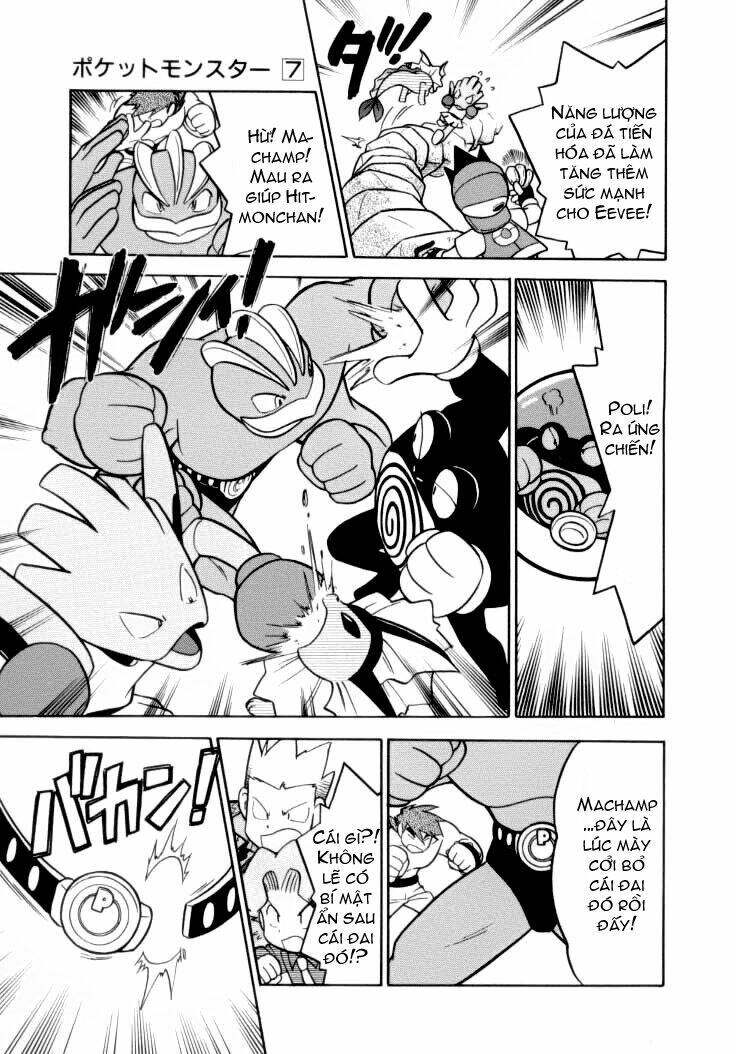 ポケットモンスター 7
ダッ!!
Năng lượng
của đá tiến
hóa đã làm
tăng thêm
sức mạnh
cho Eevee!
Hừ! Ma-
champ!
Mau ra
giúp Hit-
monchan!
Poli!
Ra ứng
chiến!
ガシィ!
Machamp
...đây là
lúc mày
cởi bỏ
cái đai
đó rồi
đấy!
Cái gì?!
Không
lẽ có
bí mật
ẩn sau
cái đai
đó!?
バカン!
P
P